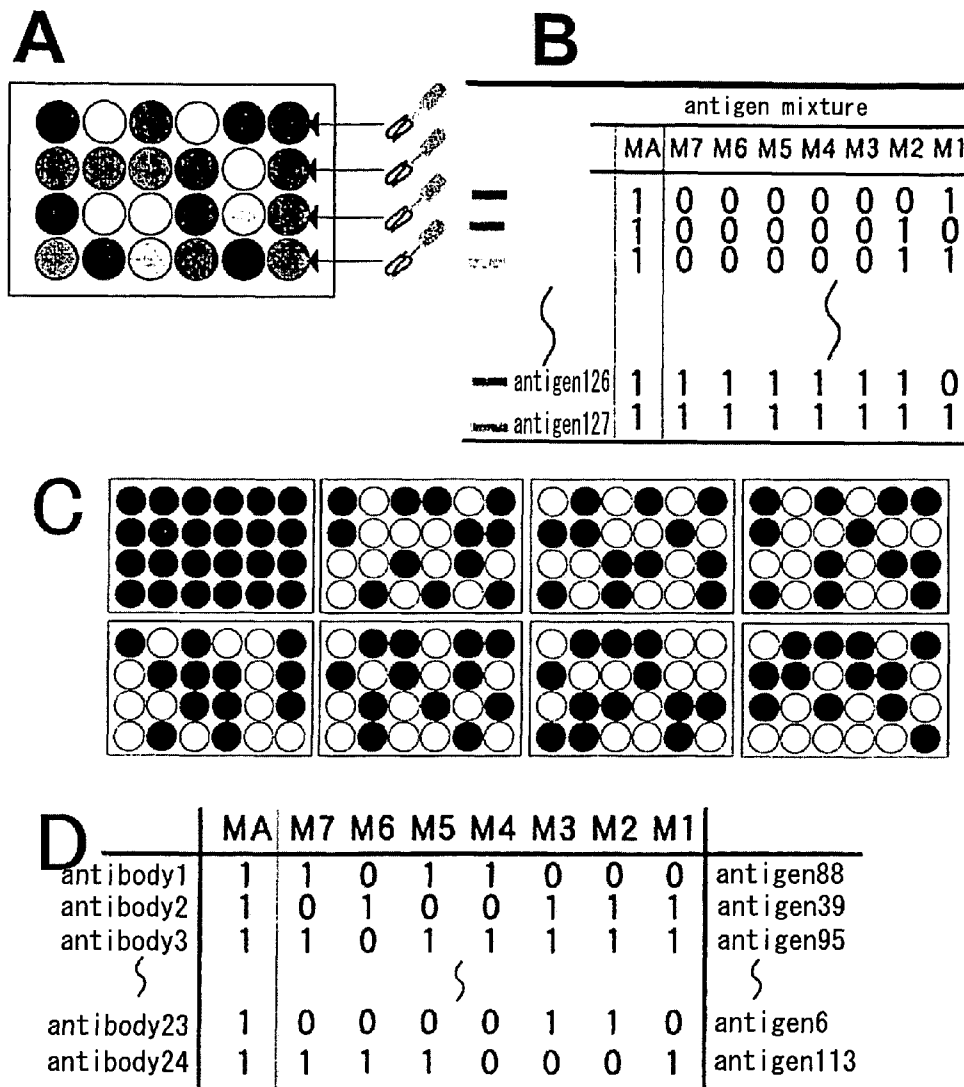 A
B
antigen mixture
MA M7 M6 M5 M4 M3 M2 M1
1 0 0 0 0 0 0 1
1 0 0 0 0 0 1 0
1 0 0 0 0 0 1 1
antigen126 1 1 1 1 1 1 1 0
antigen127 1 1 1 1 1 1 1 1
C
D
MA M7 M6 M5 M4 M3 M2 M1
antibody1 1 1 0 1 1 0 0 0 antigen88
antibody2 1 0 1 0 0 1 1 1 antigen39
antibody3 1 1 0 1 1 1 1 1 antigen95
antibody23 1 0 0 0 0 1 1 0 antigen6
antibody24 1 1 1 1 0 0 0 1 antigen113